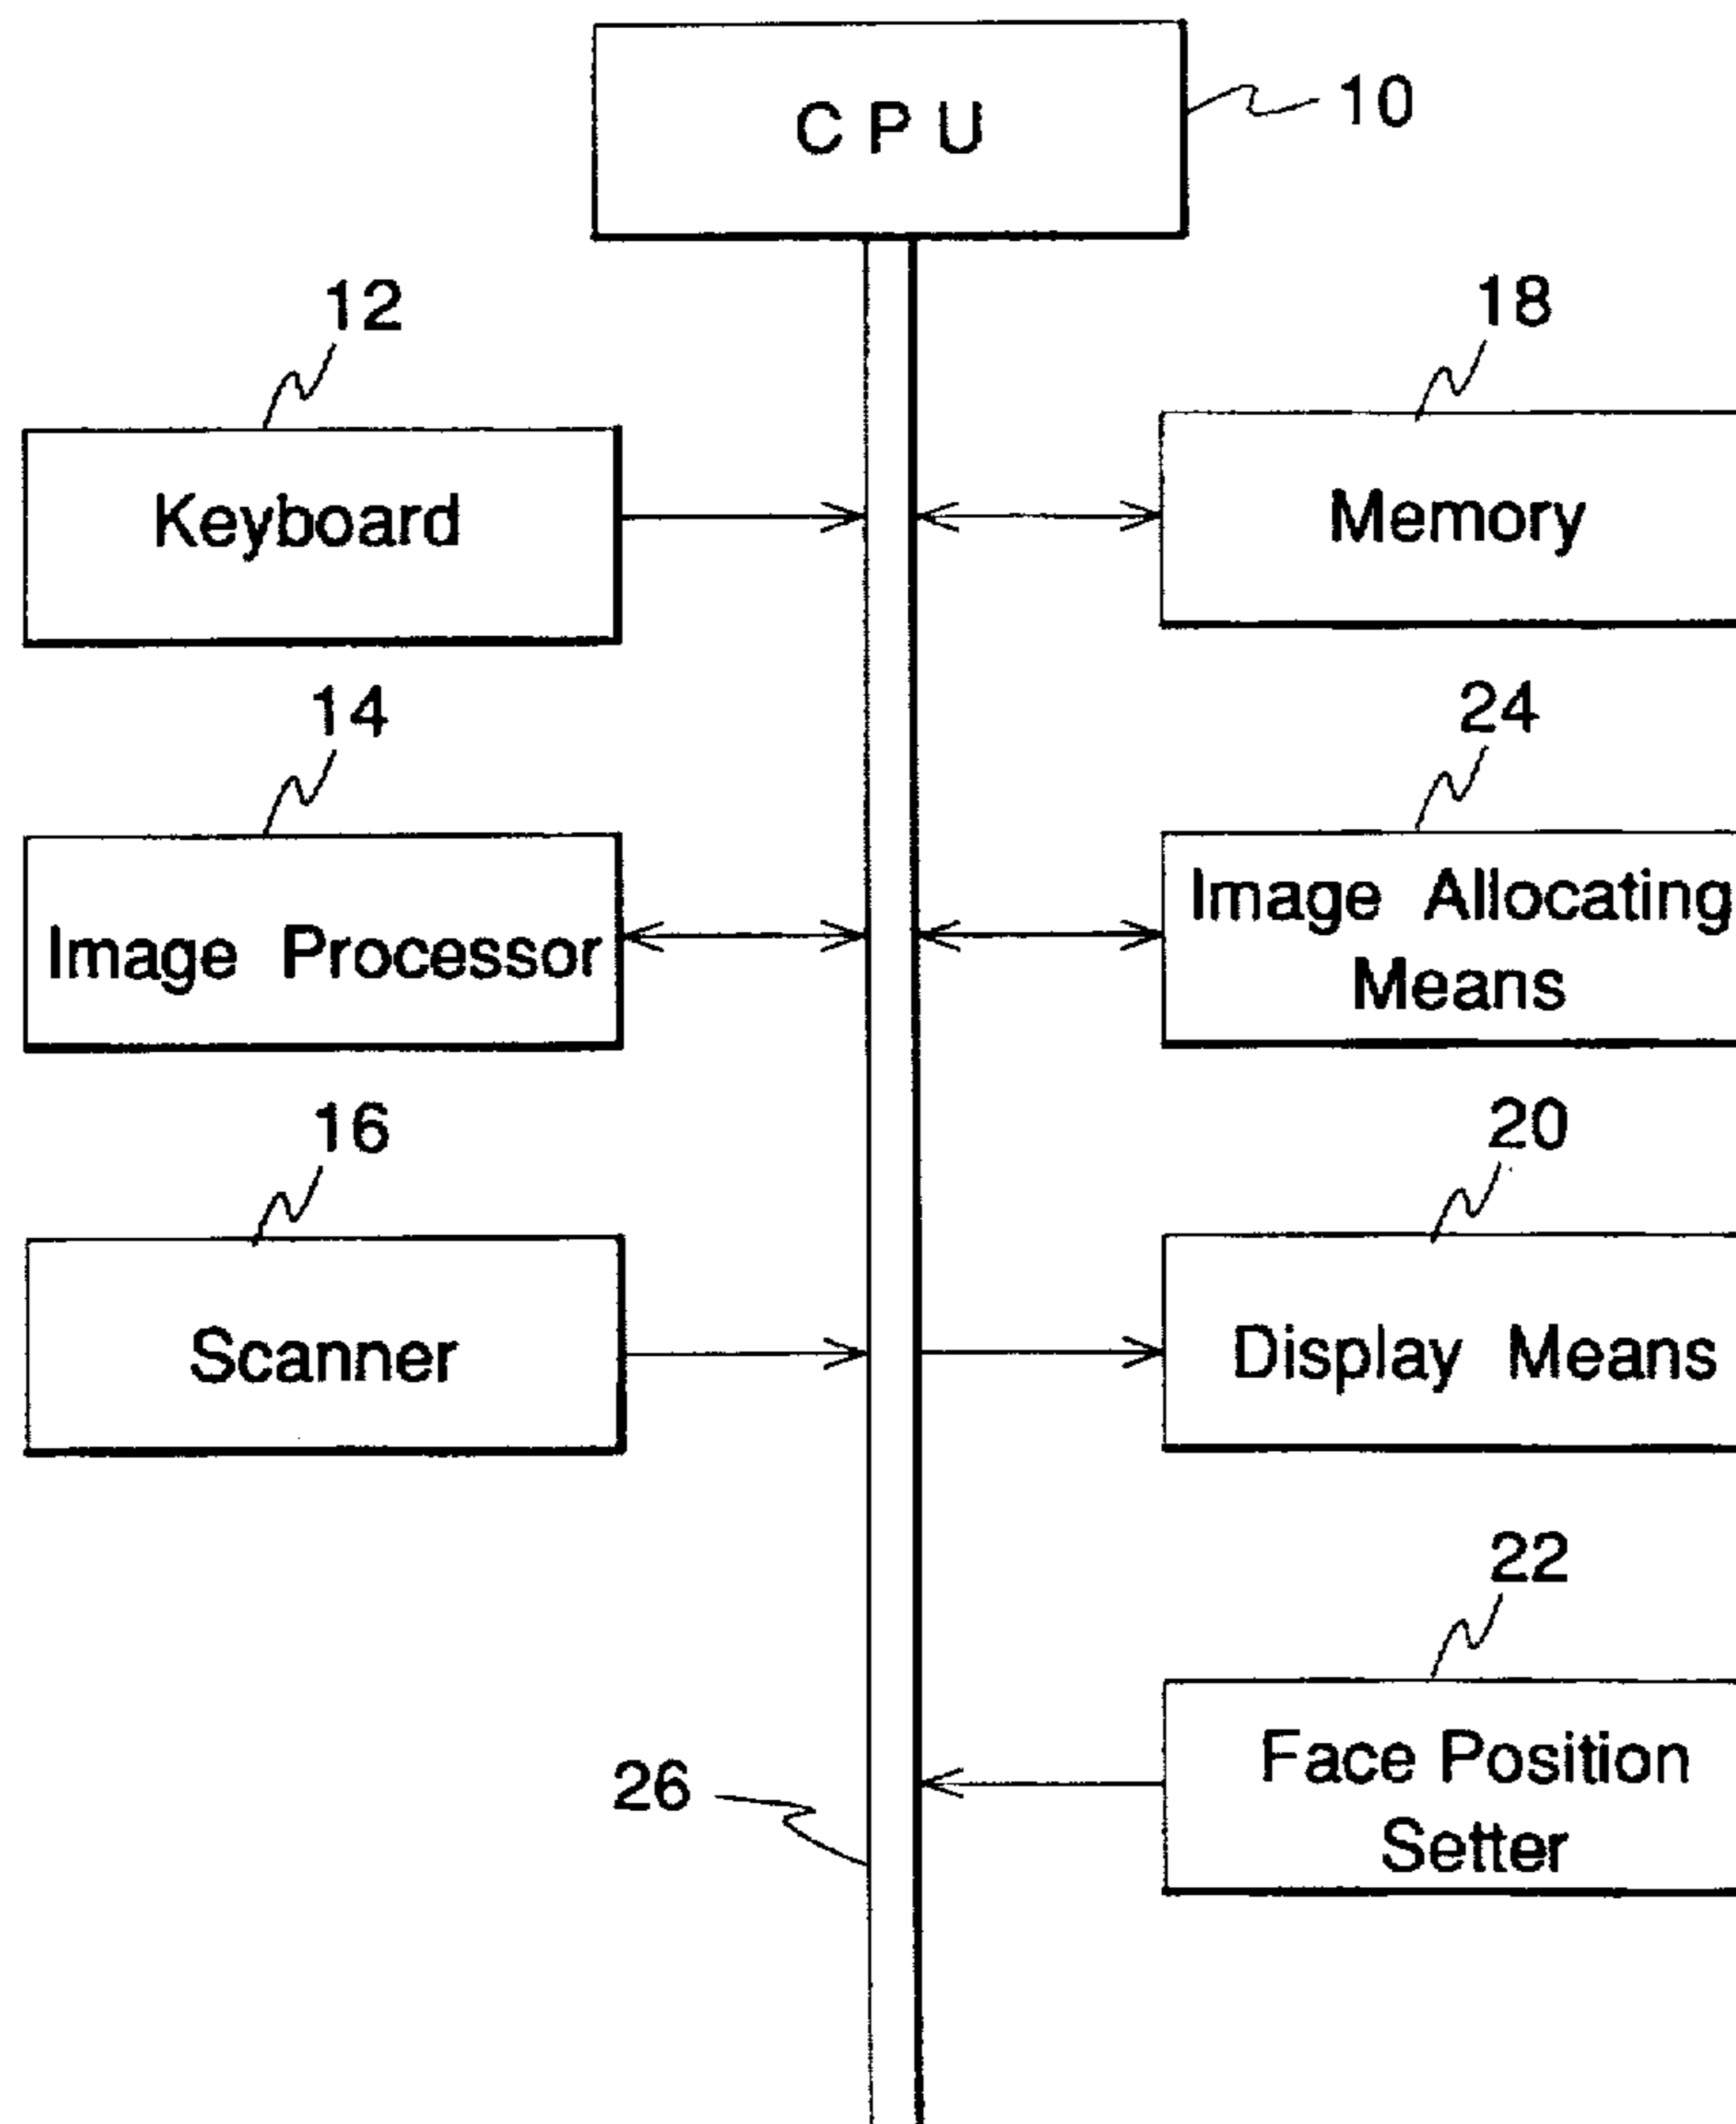 CPU
10
12
18
Keyboard
Memory
14
24
Image Processor
Image Allocating
Means
16
20
Scanner
Display Means
22
Face Position
Setter
26